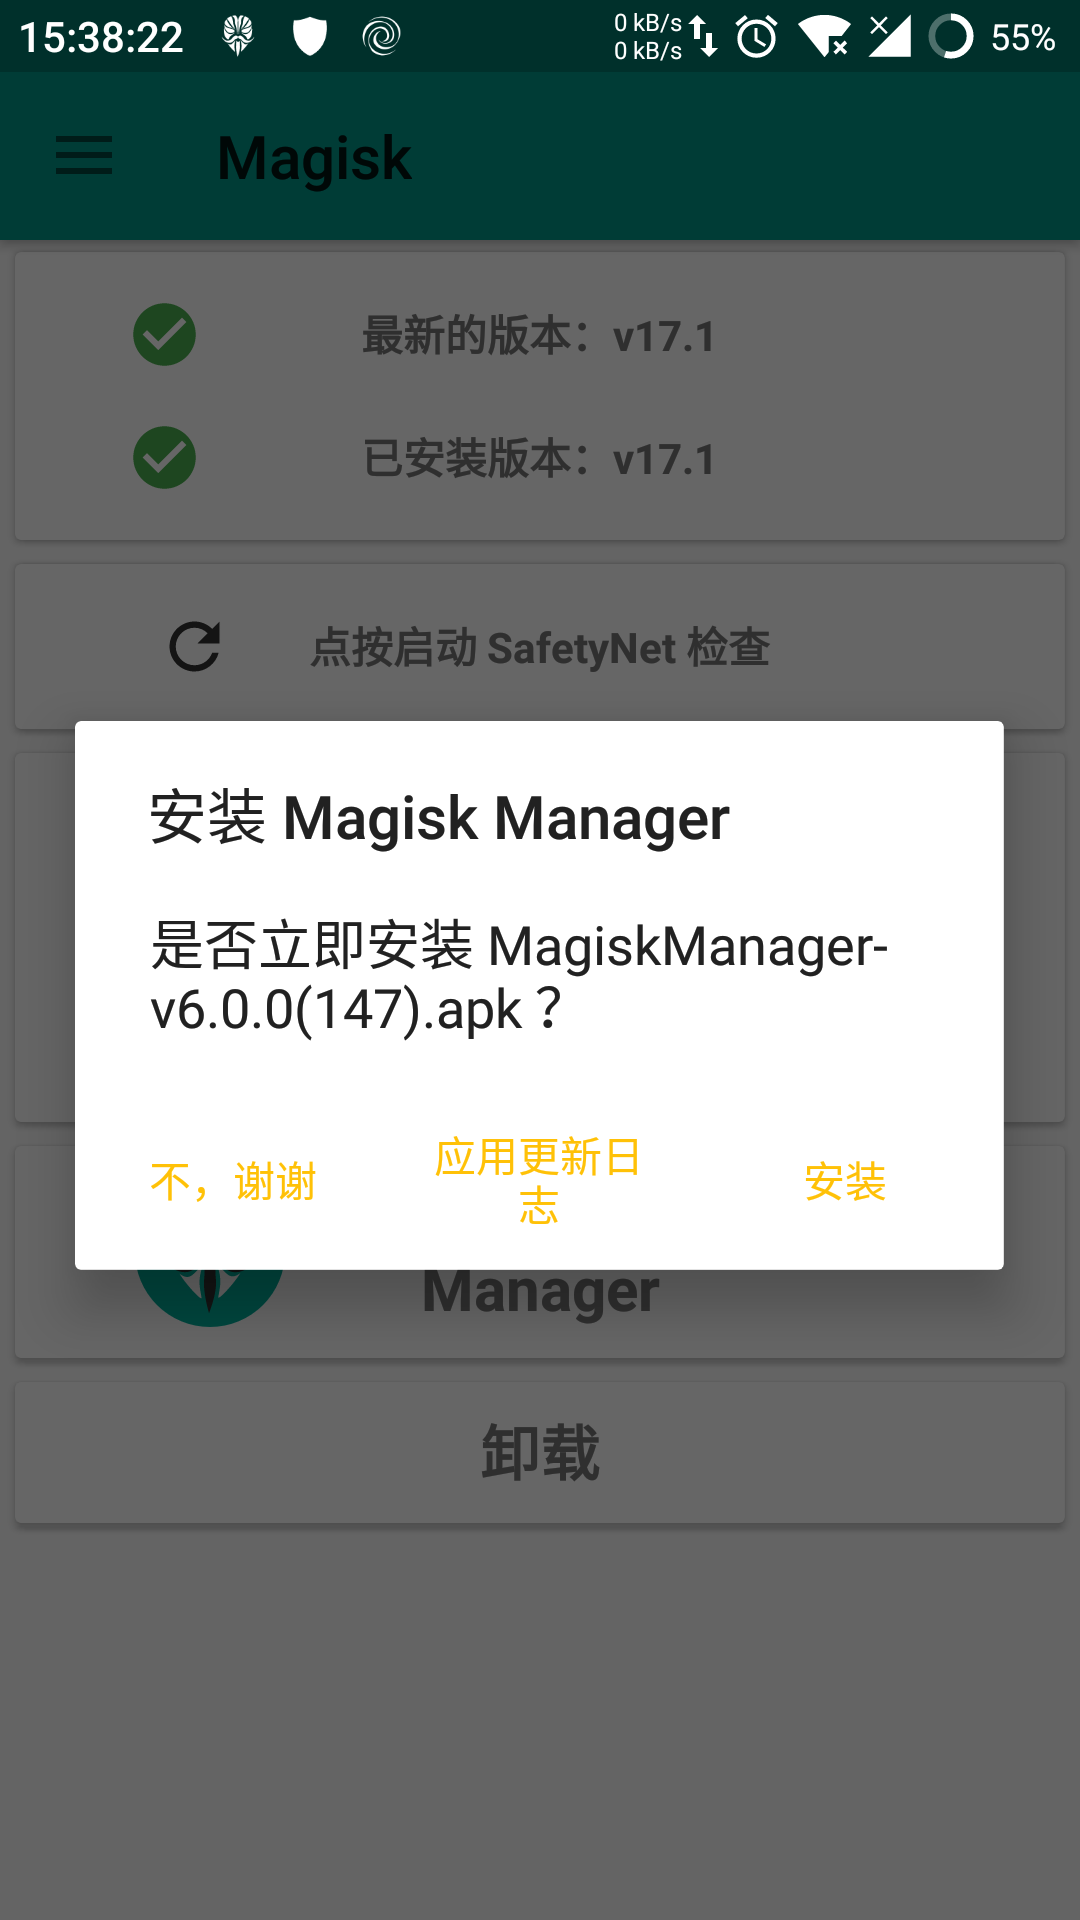 15:38:22
0 kB/s
0 kB/s
55%
Magisk
最新的版本：v17.1
已安装版本：v17.1
点按启动 SafetyNet 检查
安装 Magisk Manager
是否立即安装 MagiskManager-
v6.0.0(147).apk？
不，谢谢
应用更新日
志
安装
Manager
卸载